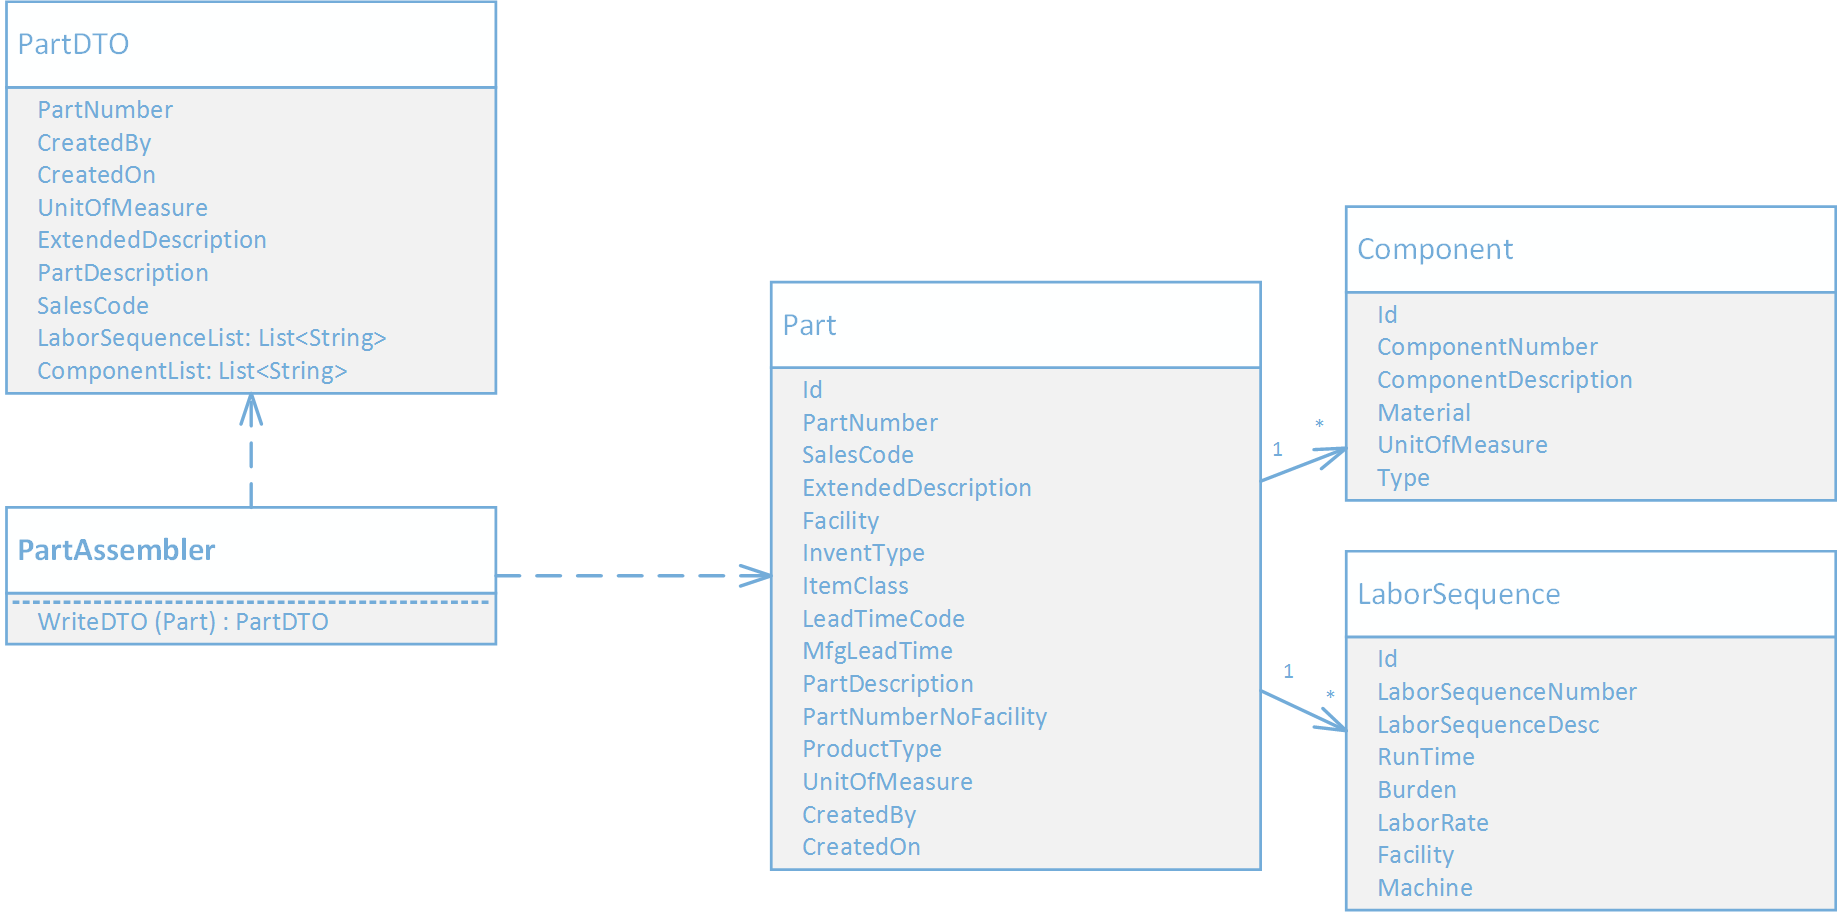 PartDTO
PartNumber
CreatedBy
CreatedOn
UnitOfMeasure
ExtendedDescription
PartDescription
SalesCode
LaborSequenceList: List<String>
ComponentList: List<String>
PartAssembler
WriteDTO (Part) : PartDTO
Part
Id
PartNumber
SalesCode
ExtendedDescription
Facility
InventType
ItemClass
LeadTimeCode
MfgLeadTime
PartDescription
PartNumberNoFacility
ProductType
UnitOfMeasure
CreatedBy
CreatedOn
1
*
1
*
Component
Id
ComponentNumber
ComponentDescription
Material
UnitOfMeasure
Type
LaborSequence
Id
LaborSequenceNumber
LaborSequenceDesc
RunTime
Burden
LaborRate
Facility
Machine